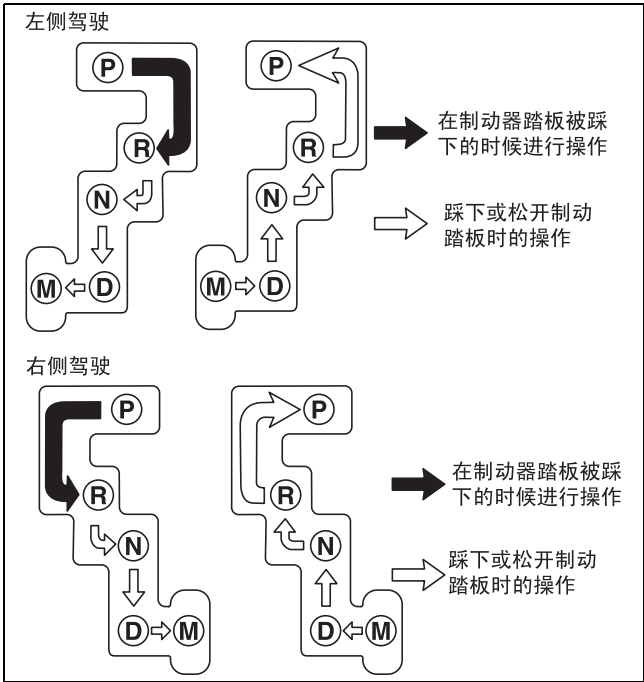 左侧驾驶
P
P
R
R
N
N
M
D
M
D
在制动器踏板被踩
下的时候进行操作
踩下或松开制动
踏板时的操作
右侧驾驶
P
P
R
R
N
N
D
M
D
M
在制动器踏板被踩
下的时候进行操作
踩下或松开制动
踏板时的操作